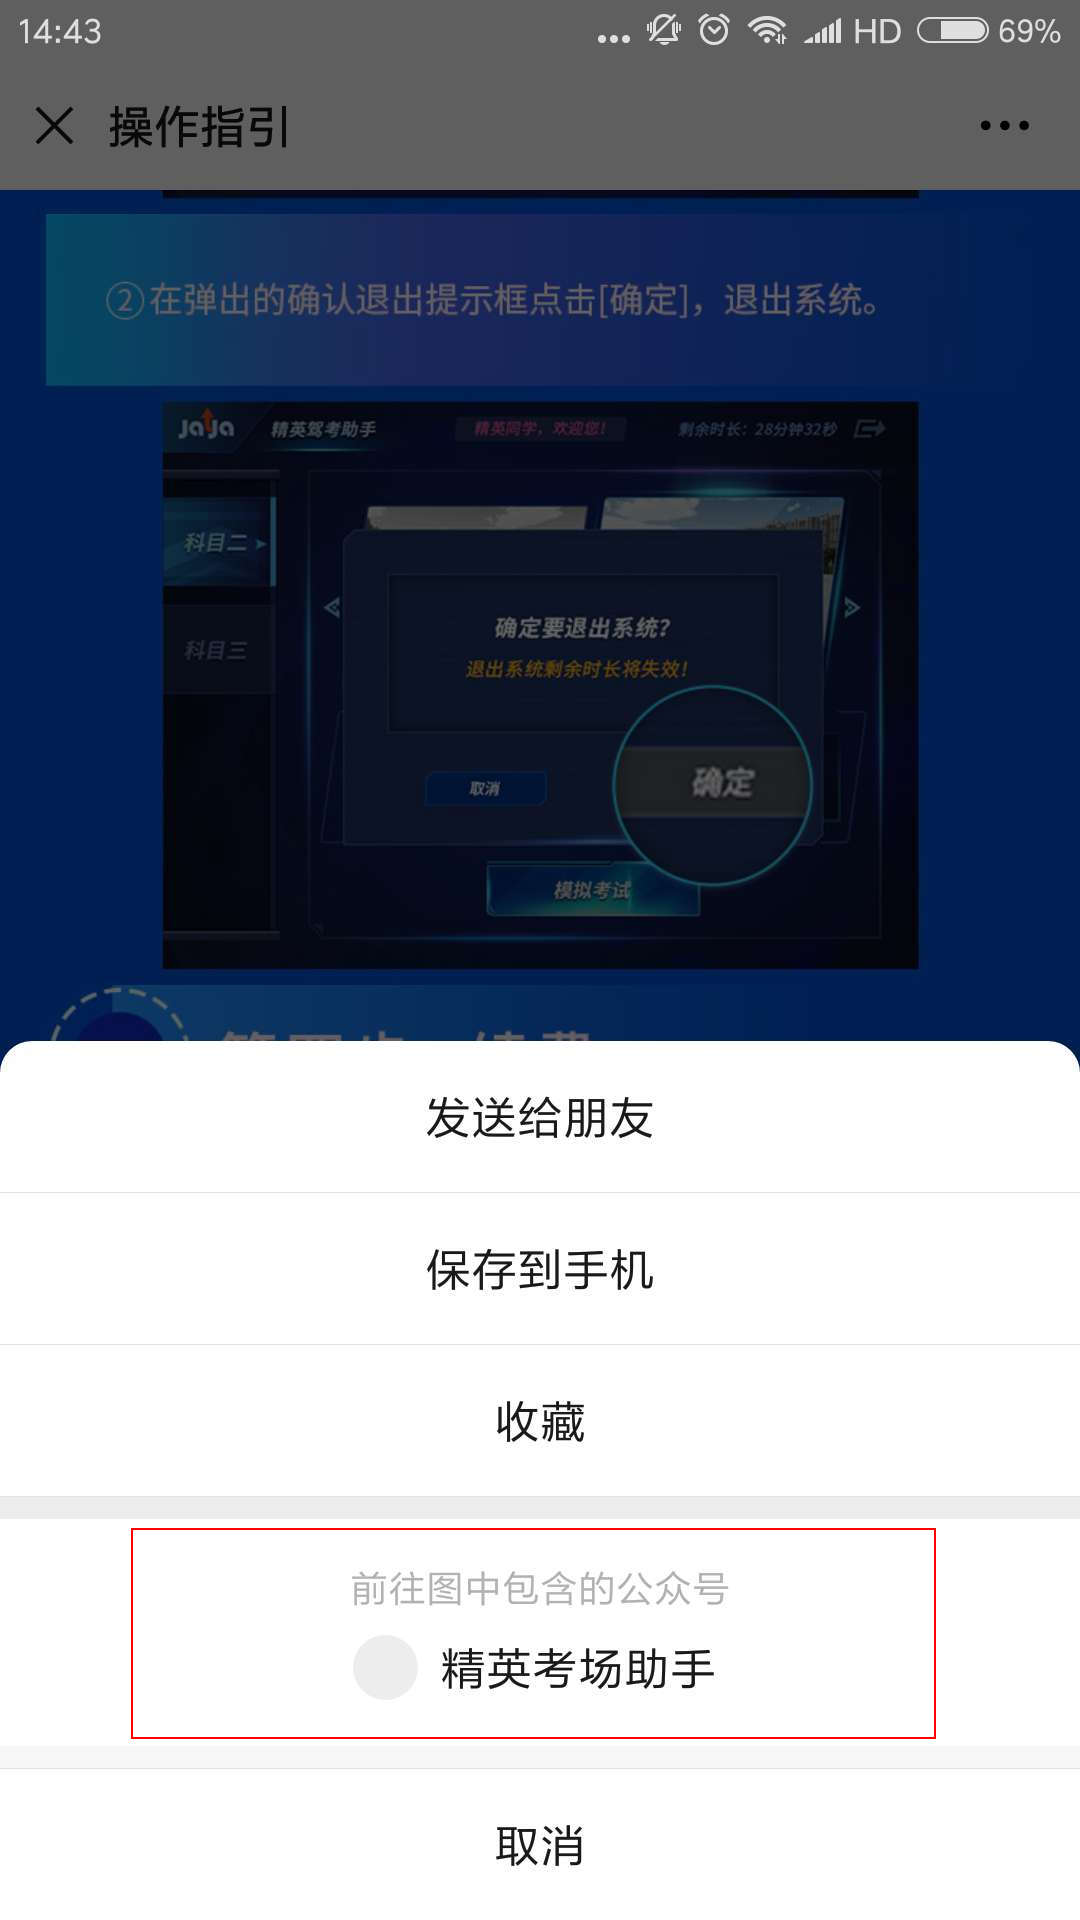 14:43
HD 69%
操作指引
②在弹出的确认退出提示框点击[确定]，退出系统。
JaJa 精英驾考助手 精英同学，欢迎您！ 剩余时长：28分钟32秒
科目二
科目三
确定要退出系统?
退出系统剩余时长将失效!
取消
确定
模拟考试
发送给朋友
保存到手机
收藏
前往图中包含的公众号
精英考场助手
取消